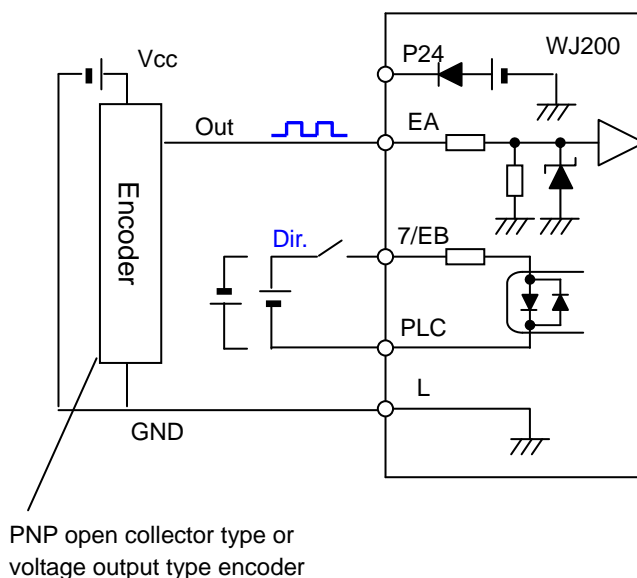 P24
WJ200
Vcc
Out
EA
Encoder
Dir.
7/EB
PLC
L
GND
PNP open collector type or
voltage output type encoder